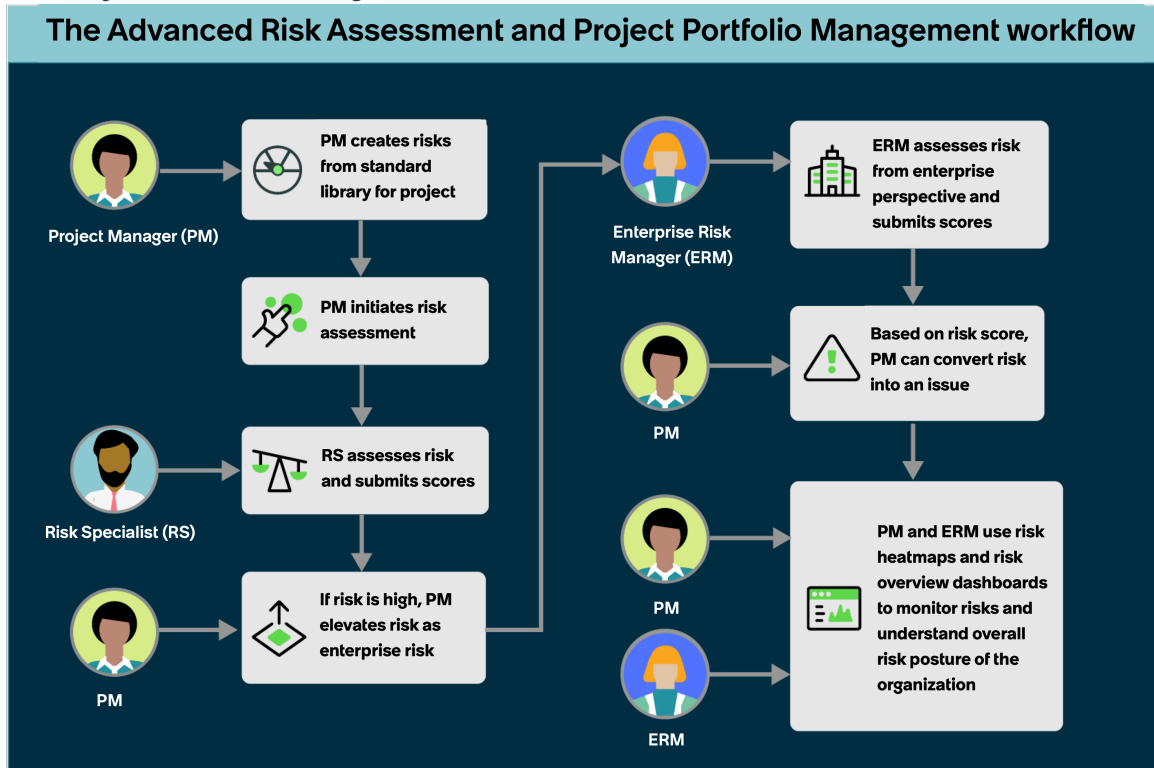 The Advanced Risk Assessment and Project Portfolio Management workflow
Project Manager (PM)
PM creates risks
from standard
library for project
PM initiates risk
assessment
Risk Specialist (RS)
RS assesses risk
and submits scores
PM
If risk is high, PM
elevates risk as
enterprise risk
Enterprise Risk
Manager (ERM)
ERM assesses risk
from enterprise
perspective and
submits scores
PM
Based on risk score,
PM can convert risk
into an issue
PM
ERM
PM and ERM use risk
heatmaps and risk
overview dashboards
to monitor risks and
understand overall
risk posture of the
organization